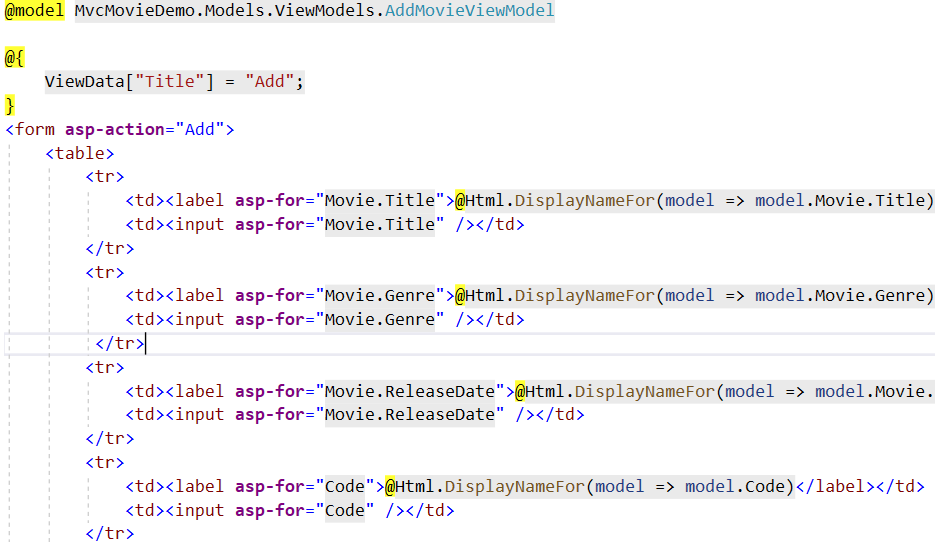 @model MvcMovieDemo.Models.ViewModels.AddMovieViewModel

@{
    ViewData["Title"] = "Add";
}
<form asp-action="Add">
    <table>
        <tr>
            <td><label asp-for="Movie.Title">@Html.DisplayNameFor(model => model.Movie.Title)
            <td><input asp-for="Movie.Title" /></td>
        </tr>
        <tr>
            <td><label asp-for="Movie.Genre">@Html.DisplayNameFor(model => model.Movie.Genre)
            <td><input asp-for="Movie.Genre" /></td>
         </tr>
        <tr>
            <td><label asp-for="Movie.ReleaseDate">@Html.DisplayNameFor(model => model.Movie.
            <td><input asp-for="Movie.ReleaseDate" /></td>
        </tr>
        <tr>
            <td><label asp-for="Code">@Html.DisplayNameFor(model => model.Code)</label></td>
            <td><input asp-for="Code" /></td>
        </tr>